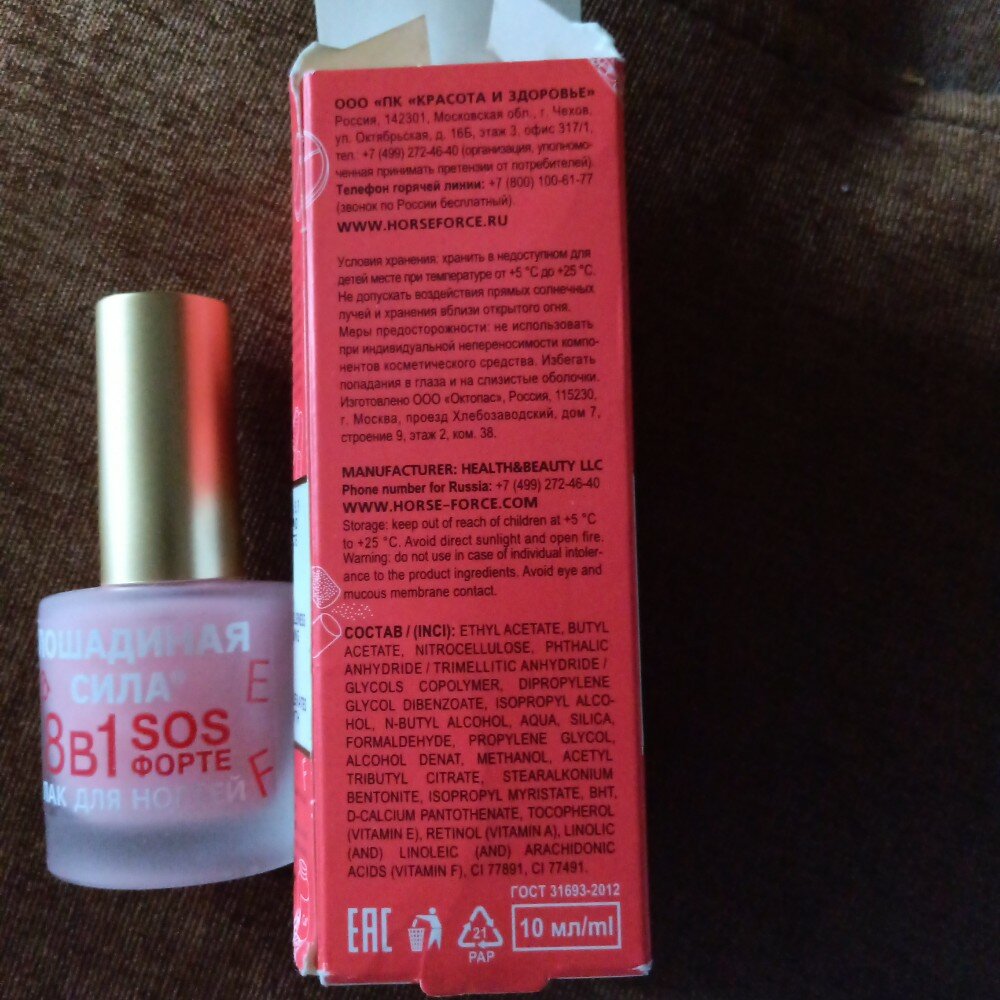 ООО «ПК «КРАСОТА И ЗДОРОВЬЕ»
Россия, 142301, Московская обл., г. Чехов,
ул. Октябрьская, д. 16Б, этаж 3, офис 317/1,
тел.: +7 (499) 272-46-40 (организация, уполномо-
ченная принимать претензии от потребителей).
Телефон горячей линии: +7 (800) 100-61-77
(звонок по России бесплатный).
WWW.HORSEFORCE.RU
Условия хранения: хранить в недоступном для
детей месте при температуре от +5 °C до +25 °C.
Не допускать воздействия прямых солнечных
лучей и хранения вблизи открытого огня.
Меры предосторожности: не использовать
при индивидуальной непереносимости компо-
нентов косметического средства. Избегать
попадания в глаза и на слизистые оболочки.
Изготовлено ООО «Октопас», Россия, 115230,
г. Москва, проезд Хлебозаводский, дом 7,
строение 9, этаж 2, ком. 38.
MANUFACTURER: HEALTH&BEAUTY LLC
Phone number for Russia: +7 (499) 272-46-40
WWW.HORSE-FORCE.COM
Storage: keep out of reach of children at +5 °C
to +25 °C. Avoid direct sunlight and open fire.
Warning: do not use in case of individual intoler-
ance to the product ingredients. Avoid eye and
mucous membrane contact.
СОСТАВ / (INCI): ETHYL ACETATE, BUTYL
ACETATE, NITROCELLULOSE, PHTHALIC
ANHYDRIDE / TRIMELLITIC ANHYDRIDE /
GLYCOLS COPOLYMER, DIPROPYLENE
GLYCOL DIBENZOATE, ISOPROPYL ALCO-
HOL, N-BUTYL ALCOHOL, AQUA, SILICA,
FORMALDEHYDE, PROPYLENE GLYCOL,
ALCOHOL DENAT, METHANOL, ACETYL
TRIBUTYL CITRATE, STEARALKONIUM
BENTONITE, ISOPROPYL MYRISTATE, BHT,
D-CALCIUM PANTOTHENATE, TOCOPHEROL
(VITAMIN E), RETINOL (VITAMIN A), LINOLIC
(AND) LINOLEIC (AND) ARACHIDONIC
ACIDS (VITAMIN F), CI 77891, CI 77491.
ГОСТ 31693-2012
EAC
21
PAP
10 мл/ml
ЛОШАДИНАЯ
СИЛА®
E
8 В 1 SOS
ФОРТЕ
F
ЛАК ДЛЯ НОГТЕЙ